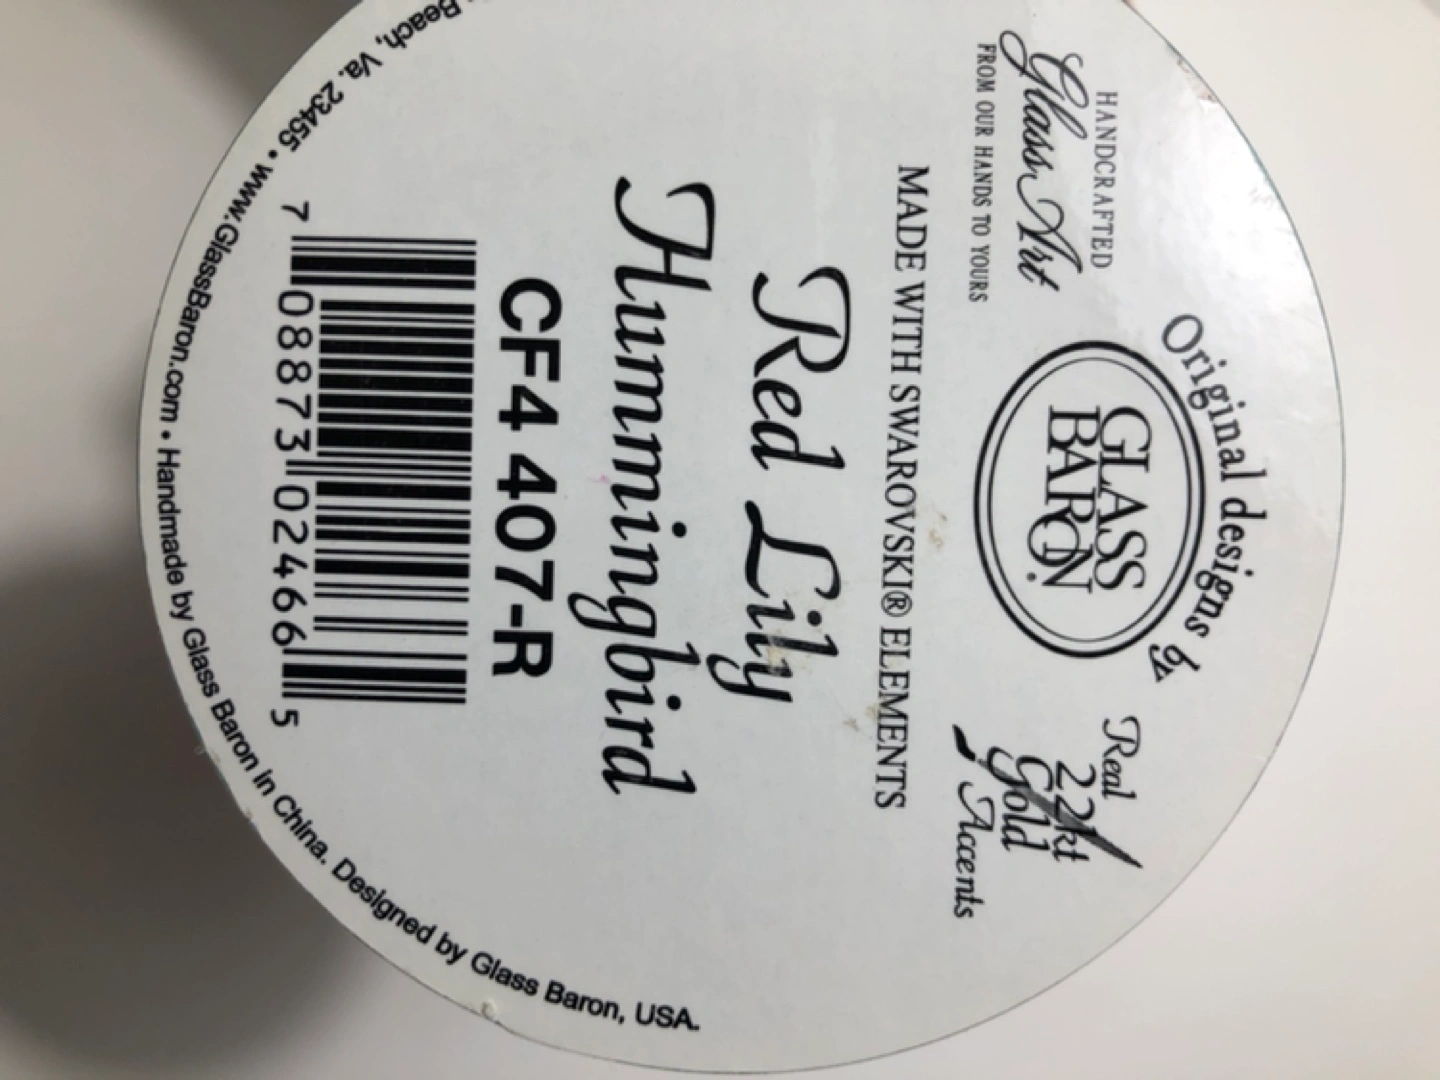 Original designs by
GLASS
BARON
HANDCRAFTED
Glass Art
FROM OUR HANDS TO YOURS
Real
22kt
Gold
Accents
MADE WITH SWAROVSKI® ELEMENTS
Red Lily
Hummingbird
CF4 407-R
7 08873 02466 5
Beach, Va. 23455 • www.GlassBaron.com • Handmade by Glass Baron in China. Designed by Glass Baron, USA.